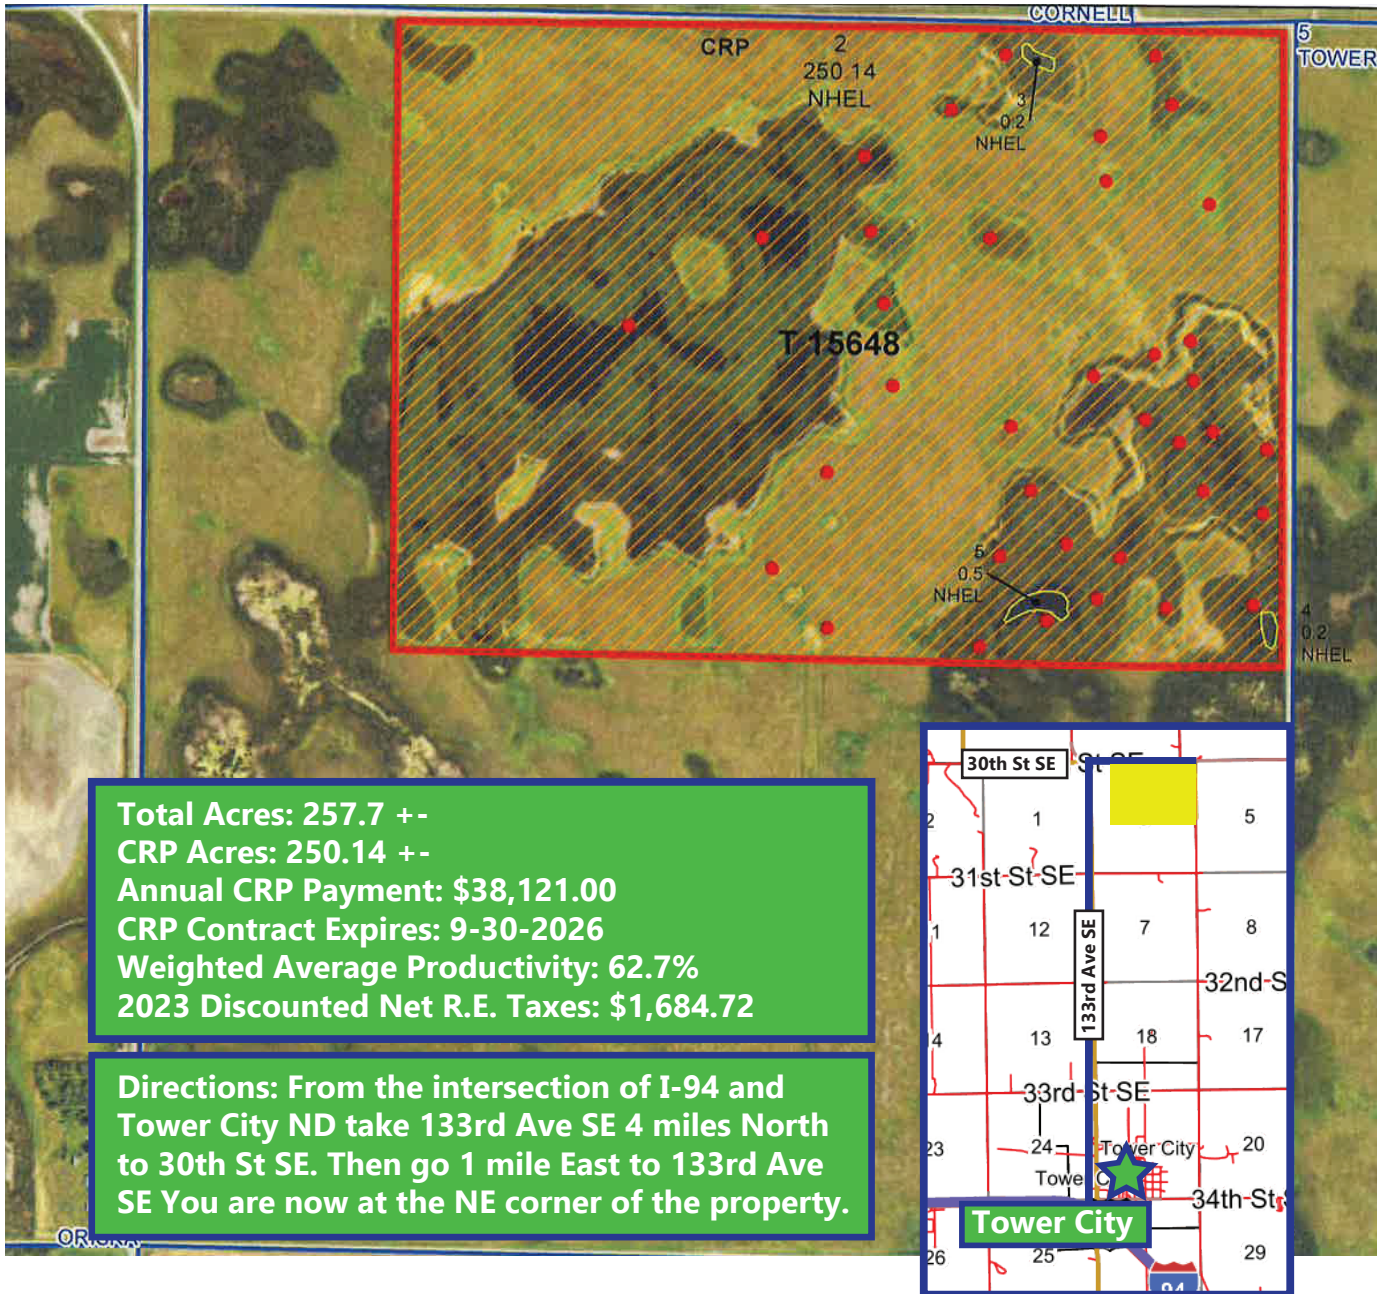 CORNELL
5
TOWER
CRP
2
250 14
NHEL
3
0.2
NHEL
T 15648
5
0.5
NHEL
4
0.2
NHEL
Total Acres: 257.7 +-
CRP Acres: 250.14 +-
Annual CRP Payment: $38,121.00
CRP Contract Expires: 9-30-2026
Weighted Average Productivity: 62.7%
2023 Discounted Net R.E. Taxes: $1,684.72
Directions: From the intersection of I-94 and
Tower City ND take 133rd Ave SE 4 miles North
to 30th St SE. Then go 1 mile East to 133rd Ave
SE You are now at the NE corner of the property.
30th St SE
St SE
2
1
5
31st St SE
1
12
7
8
133rd Ave SE
32nd S
14
13
18
17
33rd St SE
23
24
Tower City
20
34th St S
Tower City
26
25
29
94